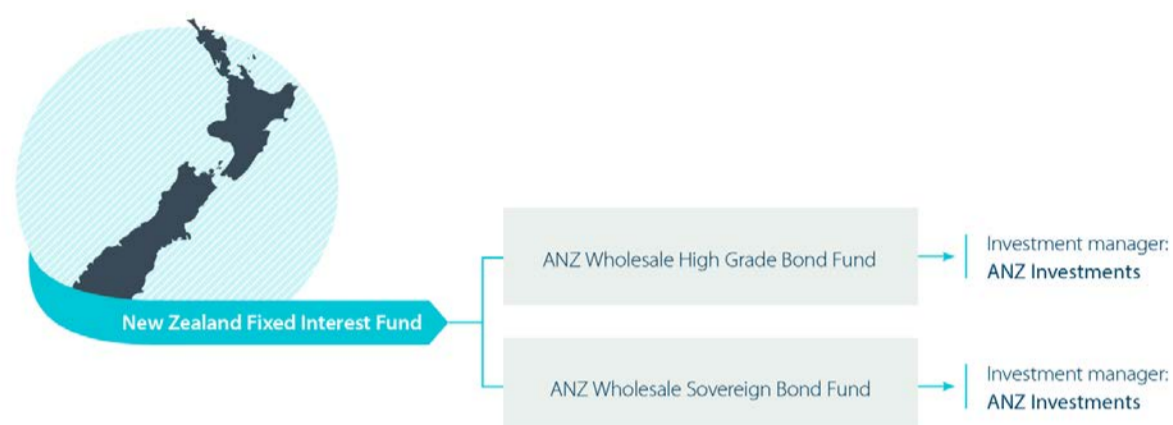 New Zealand Fixed Interest Fund
ANZ Wholesale High Grade Bond Fund
Investment manager:
ANZ Investments
ANZ Wholesale Sovereign Bond Fund
Investment manager:
ANZ Investments